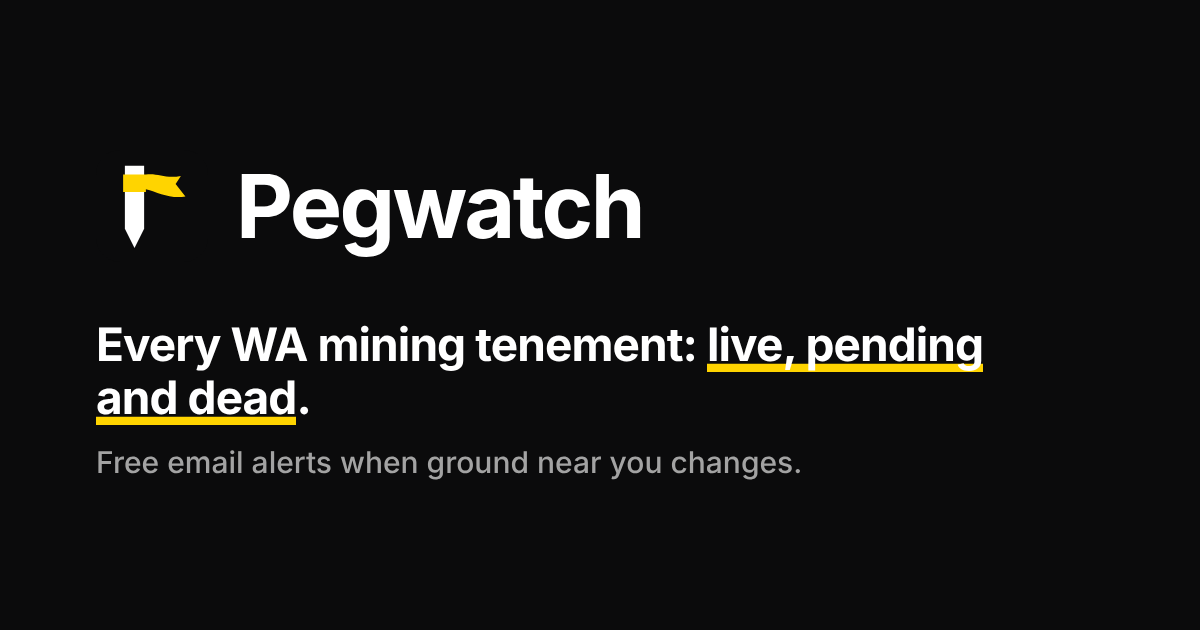 Pegwatch
Every WA mining tenement: live, pending
and dead.
Free email alerts when ground near you changes.